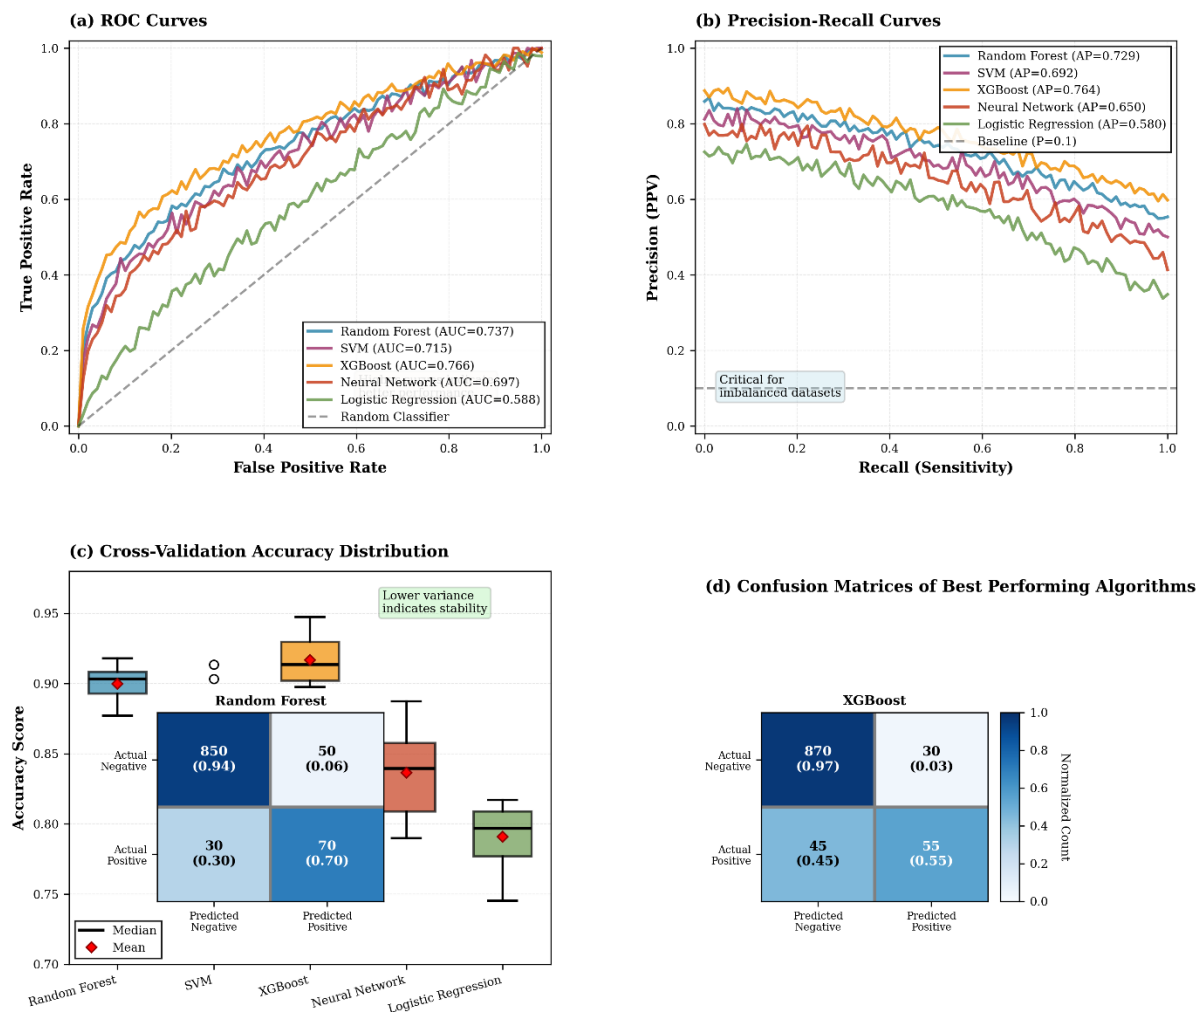 (a) ROC Curves
1.0
0.8
0.6
0.4
0.2
0.0
True Positive Rate
0.0
0.2
0.4
0.6
0.8
1.0
False Positive Rate
Random Forest (AUC=0.737)
SVM (AUC=0.715)
XGBoost (AUC=0.766)
Neural Network (AUC=0.697)
Logistic Regression (AUC=0.588)
Random Classifier
(b) Precision-Recall Curves
1.0
0.8
0.6
0.4
0.2
0.0
Precision (PPV)
0.0
0.2
0.4
0.6
0.8
1.0
Recall (Sensitivity)
Random Forest (AP=0.729)
SVM (AP=0.692)
XGBoost (AP=0.764)
Neural Network (AP=0.650)
Logistic Regression (AP=0.580)
Baseline (P=0.1)
Critical for
imbalanced datasets
(c) Cross-Validation Accuracy Distribution
0.95
0.90
0.85
0.80
0.75
0.70
Accuracy Score
Lower variance
indicates stability
Random Forest
Actual
Negative
850
(0.94)
50
(0.06)
Actual
Positive
30
(0.30)
70
(0.70)
Predicted
Negative
Predicted
Positive
Median
Mean
Random Forest
SVM
XGBoost
Neural Network
Logistic Regression
(d) Confusion Matrices of Best Performing Algorithms
XGBoost
Actual
Negative
870
(0.97)
30
(0.03)
Actual
Positive
45
(0.45)
55
(0.55)
Predicted
Negative
Predicted
Positive
1.0
0.8
0.6
0.4
0.2
0.0
Normalized Count